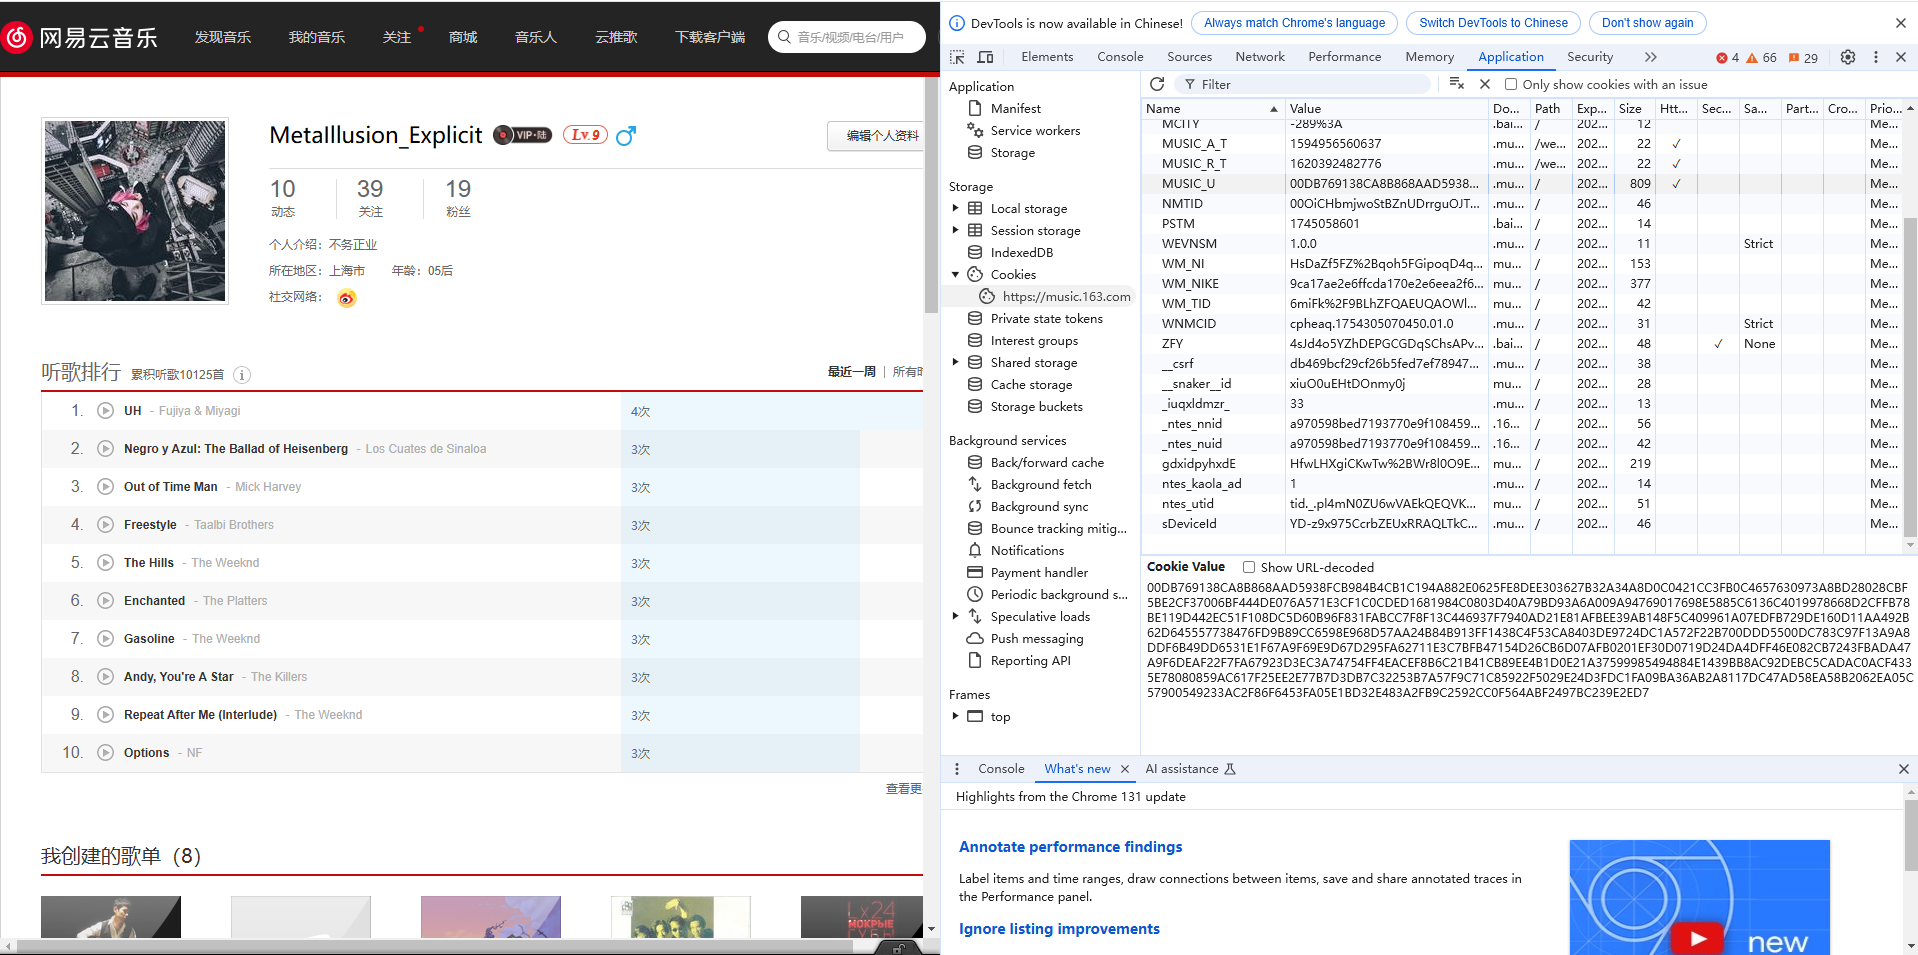 网易云音乐 发现音乐 我的音乐 关注 商城 音乐人 云推歌 下载客户端 音乐/视频/电台/用户
MetaIllusion_Explicit VIP·陆 Lv.9 编辑个人资料
10 39 19
动态 关注 粉丝
个人介绍：不务正业
所在地区：上海市 年龄：05后
社交网络：
听歌排行 累积听歌10125首 最近一周 所有
1. UH - Fujiya & Miyagi 4次
2. Negro y Azul: The Ballad of Heisenberg - Los Cuates de Sinaloa 3次
3. Out of Time Man - Mick Harvey 3次
4. Freestyle - Taalbi Brothers 3次
5. The Hills - The Weeknd 3次
6. Enchanted - The Platters 3次
7. Gasoline - The Weeknd 3次
8. Andy, You're A Star - The Killers 3次
9. Repeat After Me (Interlude) - The Weeknd 3次
10. Options - NF 3次
查看更
我创建的歌单（8）
Lx24
МОКРЫЕ
DevTools is now available in Chinese! Always match Chrome's language Switch DevTools to Chinese Don't show again
Elements Console Sources Network Performance Memory Application Security 4 66 29
Application
Manifest
Service workers
Storage
Storage
Local storage
Session storage
IndexedDB
Cookies
https://music.163.com
Private state tokens
Interest groups
Shared storage
Cache storage
Storage buckets
Background services
Back/forward cache
Background fetch
Background sync
Bounce tracking mitig...
Notifications
Payment handler
Periodic background s...
Speculative loads
Push messaging
Reporting API
Frames
top
Filter Only show cookies with an issue
Name Value Do... Path Exp... Size Htt... Sec... Sa... Part... Cro... Prio...
MCITY -289%3A .bai... / 202... 12 Me...
MUSIC_A_T 1594956560637 .mu... /we... 202... 22 ✓ Me...
MUSIC_R_T 1620392482776 .mu... /we... 202... 22 ✓ Me...
MUSIC_U 00DB769138CA8B868AAD5938... .mu... / 202... 809 ✓ Me...
NMTID 00OiCHbmjwoStBZnUDrrguOJT... .mu... / 202... 46 Me...
PSTM 1745058601 .bai... / 202... 14 Me...
WEVNSM 1.0.0 .mu... / 202... 11 Strict Me...
WM_NI HsDaZf5FZ%2Bqoh5FGipoqD4q... mu... / 202... 153 Me...
WM_NIKE 9ca17ae2e6ffcda170e2e6eea2f6... mu... / 202... 377 Me...
WM_TID 6miFk%2F9BLhZFQAEUQAOWl... mu... / 202... 42 Me...
WNMCID cpheaq.1754305070450.01.0 .mu... / 202... 31 Strict Me...
ZFY 4sJd4o5YZhDEPGCGDqSChsAPv... .bai... / 202... 48 ✓ None Me...
__csrf db469bcf29cf26b5fed7ef78947... .mu... / 202... 38 Me...
__snaker__id xiuO0uEHtDOnmy0j mu... / 202... 28 Me...
_iuqxldmzr_ 33 .mu... / 202... 13 Me...
_ntes_nnid a970598bed7193770e9f108459... .16... / 202... 56 Me...
_ntes_nuid a970598bed7193770e9f108459... .16... / 202... 42 Me...
gdxidpyhxdE HfwLHXgiCKwTw%2BWr8l0O9E... mu... / 202... 219 Me...
ntes_kaola_ad 1 .mu... / 202... 14 Me...
ntes_utid tid._.pl4mN0ZU6wVAEkQEQVK... mu... / 202... 51 Me...
sDeviceId YD-z9x975CcrbZEUxRRAQLTkC... .mu... / 202... 46 Me...
Cookie Value Show URL-decoded
Console What's new AI assistance
Highlights from the Chrome 131 update
Annotate performance findings
Label items and time ranges, draw connections between items, save and share annotated traces in
the Performance panel.
Ignore listing improvements
new